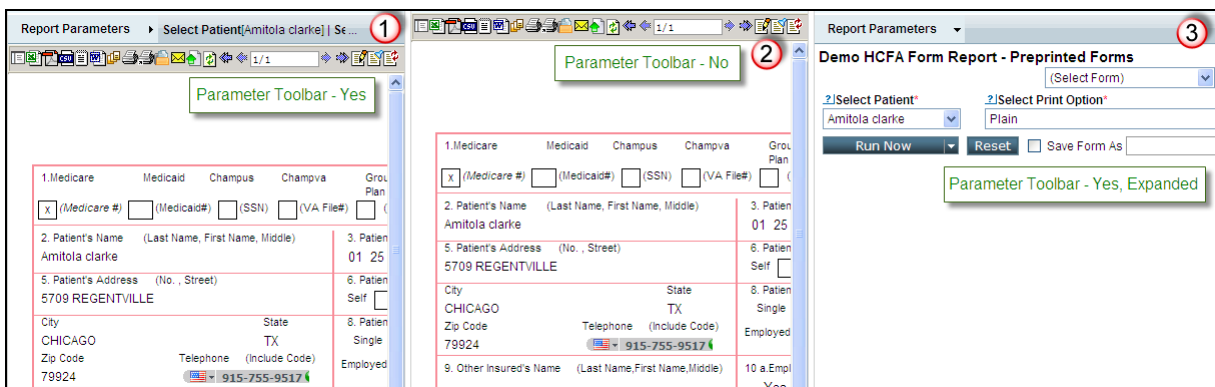 Report Parameters Select Patient[Amitola clarke] | Se...
1
1/1
Parameter Toolbar - Yes
1.Medicare Medicaid Champus Champva Grou
Plan
x (Medicare #) (Medicaid#) (SSN) (VA File#) (
2. Patient's Name (Last Name, First Name, Middle) 3. Patien
Amitola clarke 01 25
5. Patient's Address (No. , Street) 6. Patien
5709 REGENTVILLE Self
City State 8. Patien
CHICAGO TX Single
Zip Code Telephone (Include Code) Employed
79924 915-755-9517
1/1
2
Parameter Toolbar - No
1.Medicare Medicaid Champus Champva Grou
Plan
x (Medicare #) (Medicaid#) (SSN) (VA File#) (
2. Patient's Name (Last Name, First Name, Middle) 3. Patien
Amitola clarke 01 25
5. Patient's Address (No. , Street) 6. Patien
5709 REGENTVILLE Self
City State 8. Patien
CHICAGO TX Single
Zip Code Telephone (Include Code) Employed
79924 915-755-9517
9. Other Insured's Name (Last Name,First Name,Middle) 10 a.Empl
Report Parameters
3
Demo HCFA Form Report - Preprinted Forms
(Select Form)
?Select Patient* ?Select Print Option*
Amitola clarke Plain
Run Now Reset Save Form As
Parameter Toolbar - Yes, Expanded